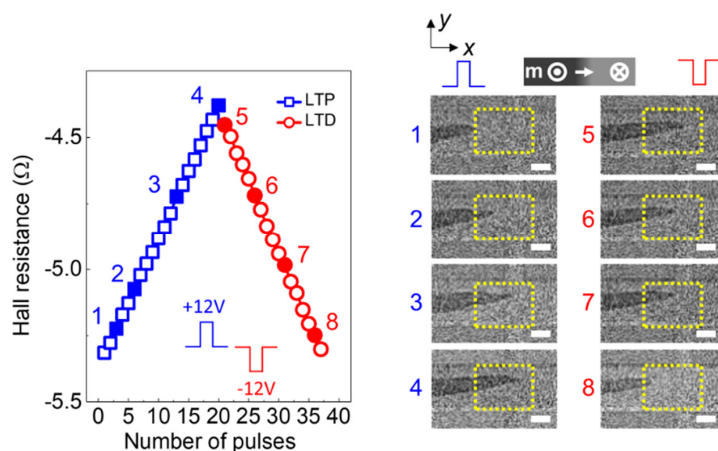 y
x
m
LTP
LTD
4
5
3
6
2
7
1
8
+12V
-12V
-4.5
-5.0
-5.5
Hall resistance (Ω)
0 5 10 15 20 25 30 35 40
Number of pulses
1
2
3
4
5
6
7
8